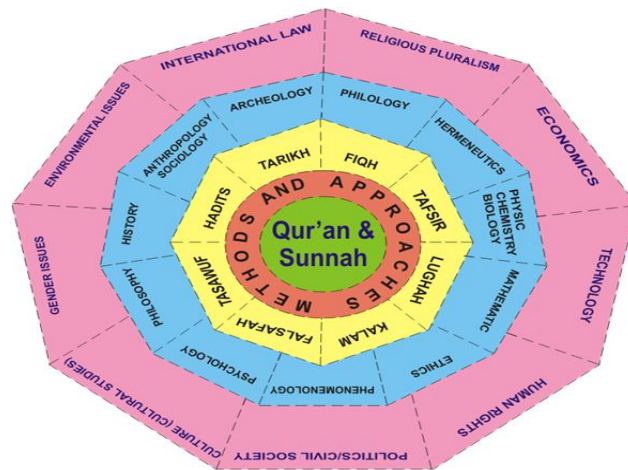 INTERNATIONAL LAW
RELIGIOUS PLURALISM
ECONOMICS
TECHNOLOGY
HUMAN RIGHTS
POLITICS/CIVIL SOCIETY
CULTURE (CULTURAL STUDIES)
GENDER ISSUES
ENVIRONMENTAL ISSUES
ARCHEOLOGY
PHILOLOGY
HERMENEUTICS
PHYSIC
CHEMISTRY
BIOLOGY
MATHEMATIC
ETHICS
PHENOMENOLOGY
PSYCHOLOGY
PHILOSOPHY
HISTORY
ANTHROPOLOGY
SOCIOLOGY
TARIKH
FIQH
TAFSIR
LUGHAH
KALAM
FALSAFAH
TASAWUF
HADITS
METHODS AND APPROACHES
Qur'an &
Sunnah